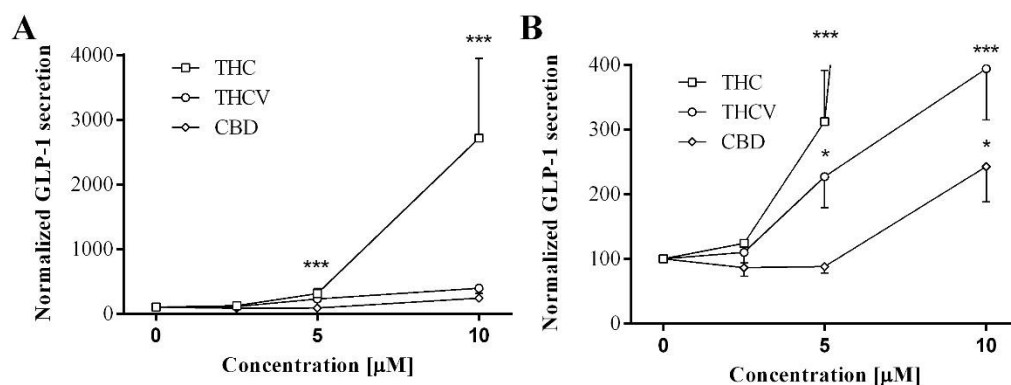 A
Normalized GLP-1 secretion
4000
3000
2000
1000
0
THC
THCV
CBD
***
***
0
5
10
Concentration [μM]
B
Normalized GLP-1 secretion
400
300
200
100
0
THC
THCV
CBD
***
***
*
*
0
5
10
Concentration [μM]